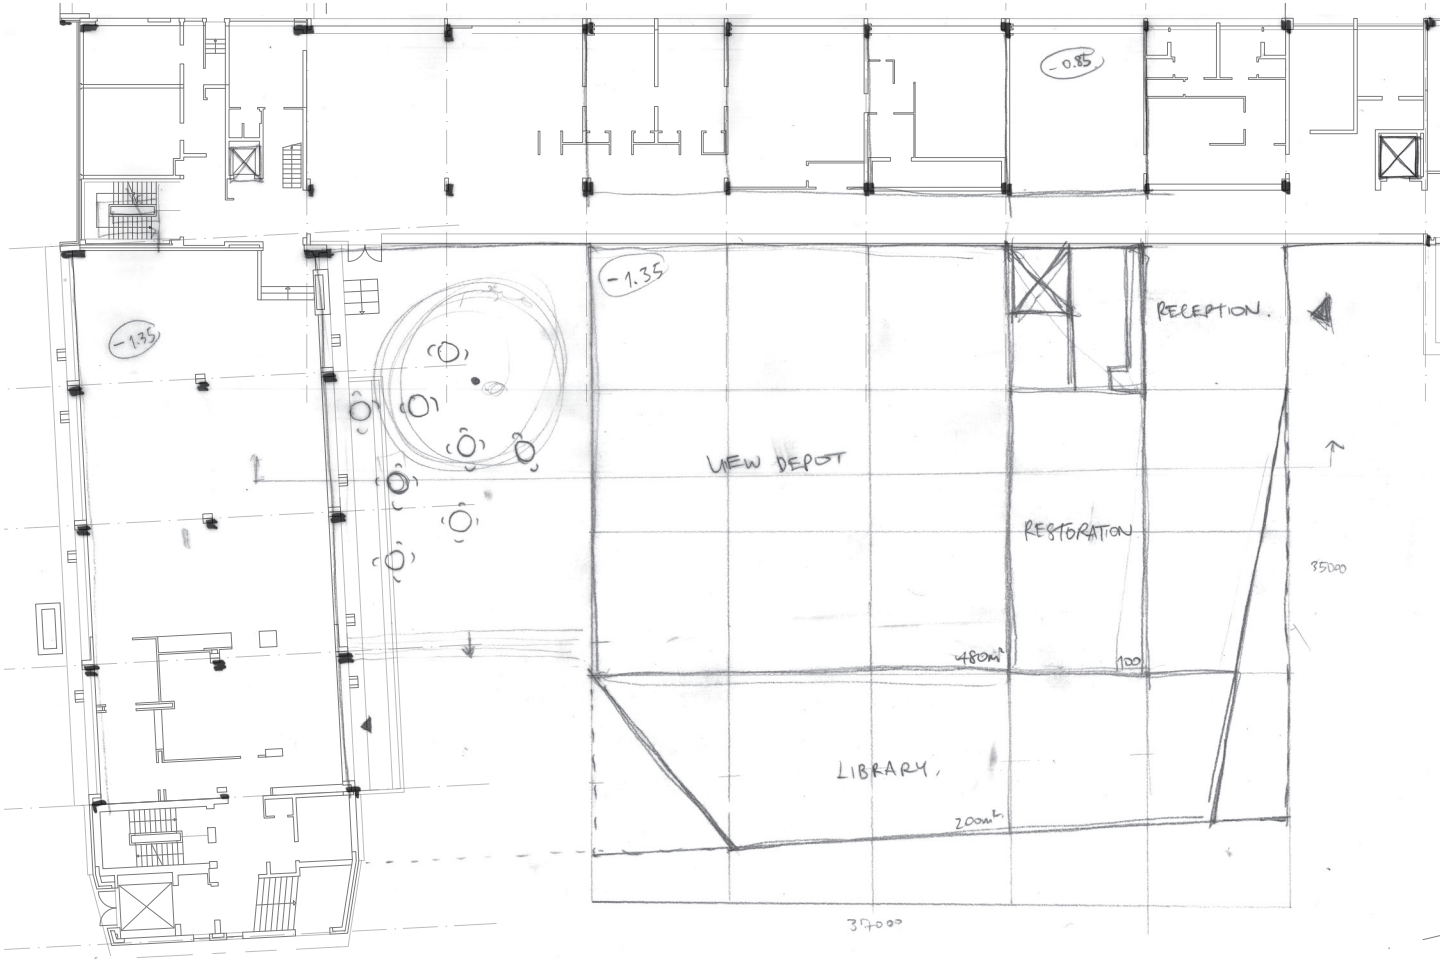 -0.85
-1.35
RECEPTION.
-1.35
VIEW DEPOT
RESTORATION
35000
480m²
100
LIBRARY.
200m²
37000